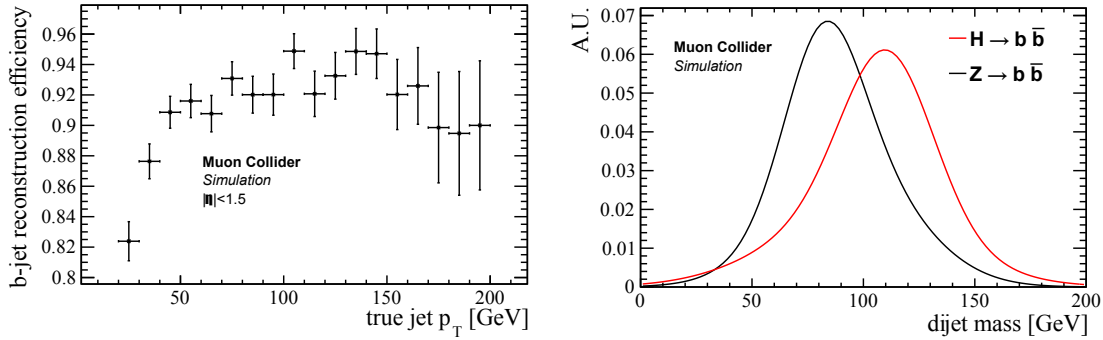 b-jet reconstruction efficiency
0.96
0.94
0.92
0.9
0.88
0.86
0.84
0.82
0.8
Muon Collider
Simulation
|η|<1.5
50 100 150 200
true jet p_T [GeV]
A.U.
0.07
0.06
0.05
0.04
0.03
0.02
0.01
0
Muon Collider
Simulation
H → b b̄
Z → b b̄
0 50 100 150 200
dijet mass [GeV]